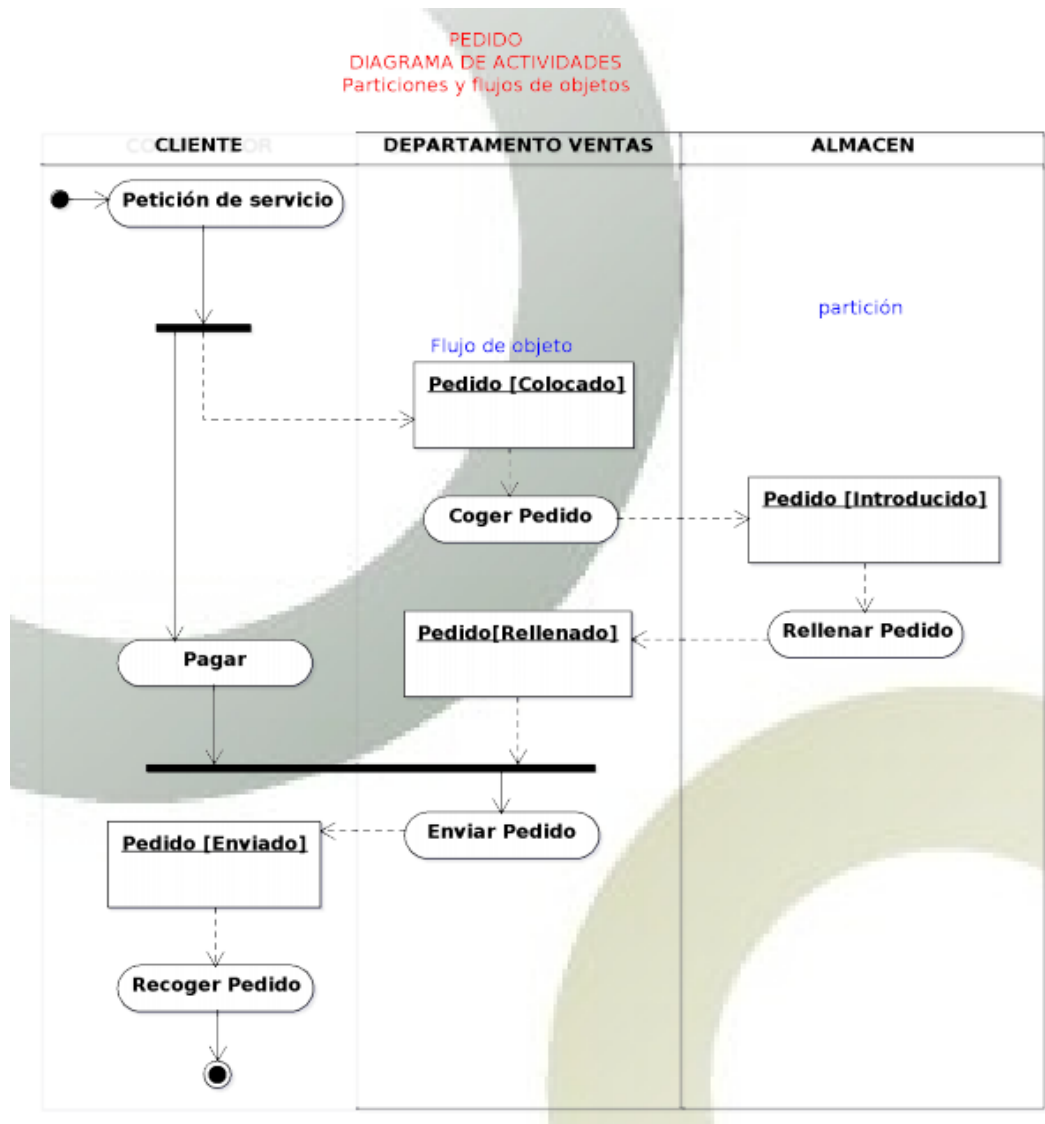 PEDIDO
DIAGRAMA DE ACTIVIDADES
Particiones y flujos de objetos
CLIENTE
DEPARTAMENTO VENTAS
ALMACEN
Petición de servicio
partición
Flujo de objeto
Pedido [Colocado]
Coger Pedido
Pedido [Introducido]
Pedido[Rellenado]
Rellenar Pedido
Pagar
Enviar Pedido
Pedido [Enviado]
Recoger Pedido